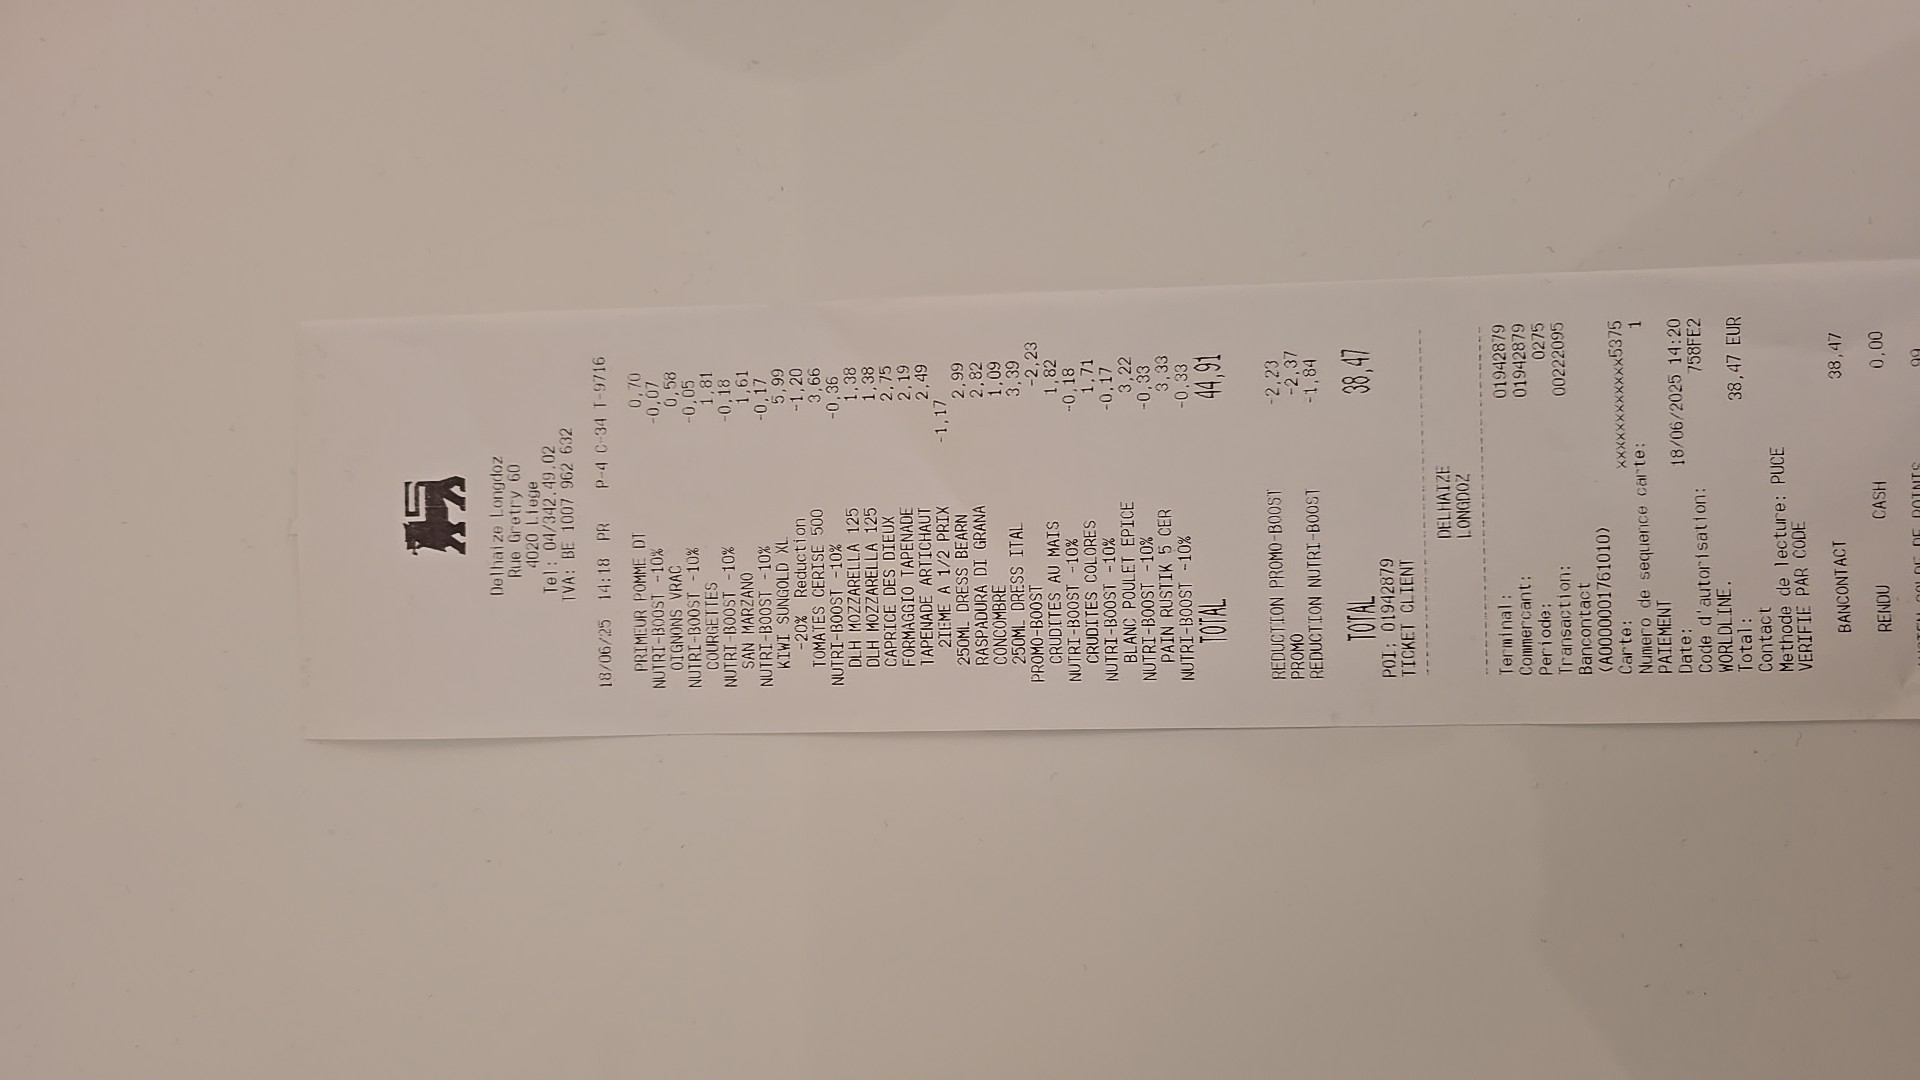 Delhaize Longdoz
Rue Gretry 60
4020 Liege
Tel: 04/342.49.02
TVA: BE 1007 962 632
18/06/25 14:18 PR P-4 C-34 T-9716
PRIMEUR POMME DT 0,70
NUTRI-BOOST -10% -0,07
OIGNONS VRAC 0,58
NUTRI-BOOST -10% -0,05
COURGETTES 1,81
NUTRI-BOOST -10% -0,18
SAN MARZANO 1,61
NUTRI-BOOST -10% -0,17
KIWI SUNGOLD XL 5,99
-20% Reduction -1,20
TOMATES CERISE 500 3,66
NUTRI-BOOST -10% -0,36
DLH MOZZARELLA 125 1,38
DLH MOZZARELLA 125 1,38
CAPRICE DES DIEUX 2,75
FORMAGGIO TAPENADE 2,19
TAPENADE ARTICHAUT 2,49
2IEME A 1/2 PRIX -1,17
250ML DRESS BEARN 2,99
RASPADURA DI GRANA 2,82
CONCOMBRE 1,09
250ML DRESS ITAL 3,39
PROMO-BOOST -2,23
CRUDITES AU MAIS 1,82
NUTRI-BOOST -10% -0,18
CRUDITES COLORES 1,71
NUTRI-BOOST -10% -0,17
BLANC POULET EPICE 3,22
NUTRI-BOOST -10% -0,33
PAIN RUSTIK 5 CER 3,33
NUTRI-BOOST -10% -0,33
TOTAL 44,91
REDUCTION PROMO-BOOST -2,23
PROMO -2,37
REDUCTION NUTRI-BOOST -1,84
TOTAL 38,47
POI: 01942879
TICKET CLIENT
DELHAIZE
LONGDOZ
Terminal: 01942879
Commercant: 01942879
Periode: 0275
Transaction: 00222095
Bancontact
(A0000001761010)
Carte: xxxxxxxxxxxxx5375
Numero de sequence carte: 1
PAIEMENT
Date: 18/06/2025 14:20
Code d'autorisation: 758FE2
WORLDLINE.
Total: 38,47 EUR
Contact
Methode de lecture: PUCE
VERIFIE PAR CODE
BANCONTACT 38,47
RENDU CASH 0,00
SOLDE DE POINTS 99